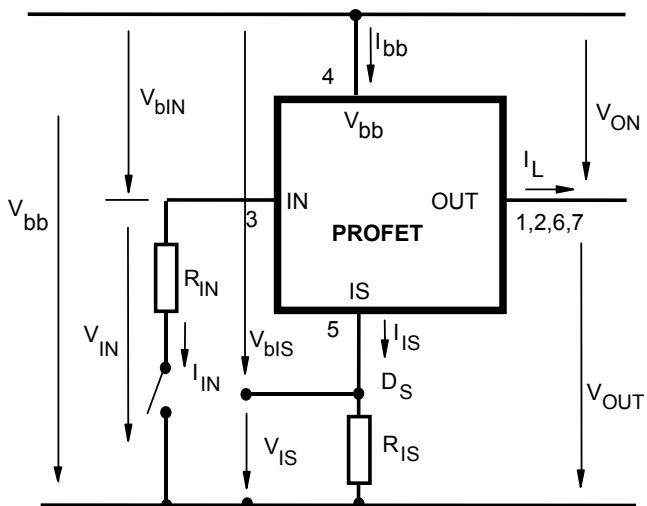 I bb
4
V bIN
V bb
V ON
I L
V bb
3
IN
OUT
PROFET
1,2,6,7
R IN
IS
5
I IS
V IN
V bIS
I IN
D S
V OUT
V IS
R IS